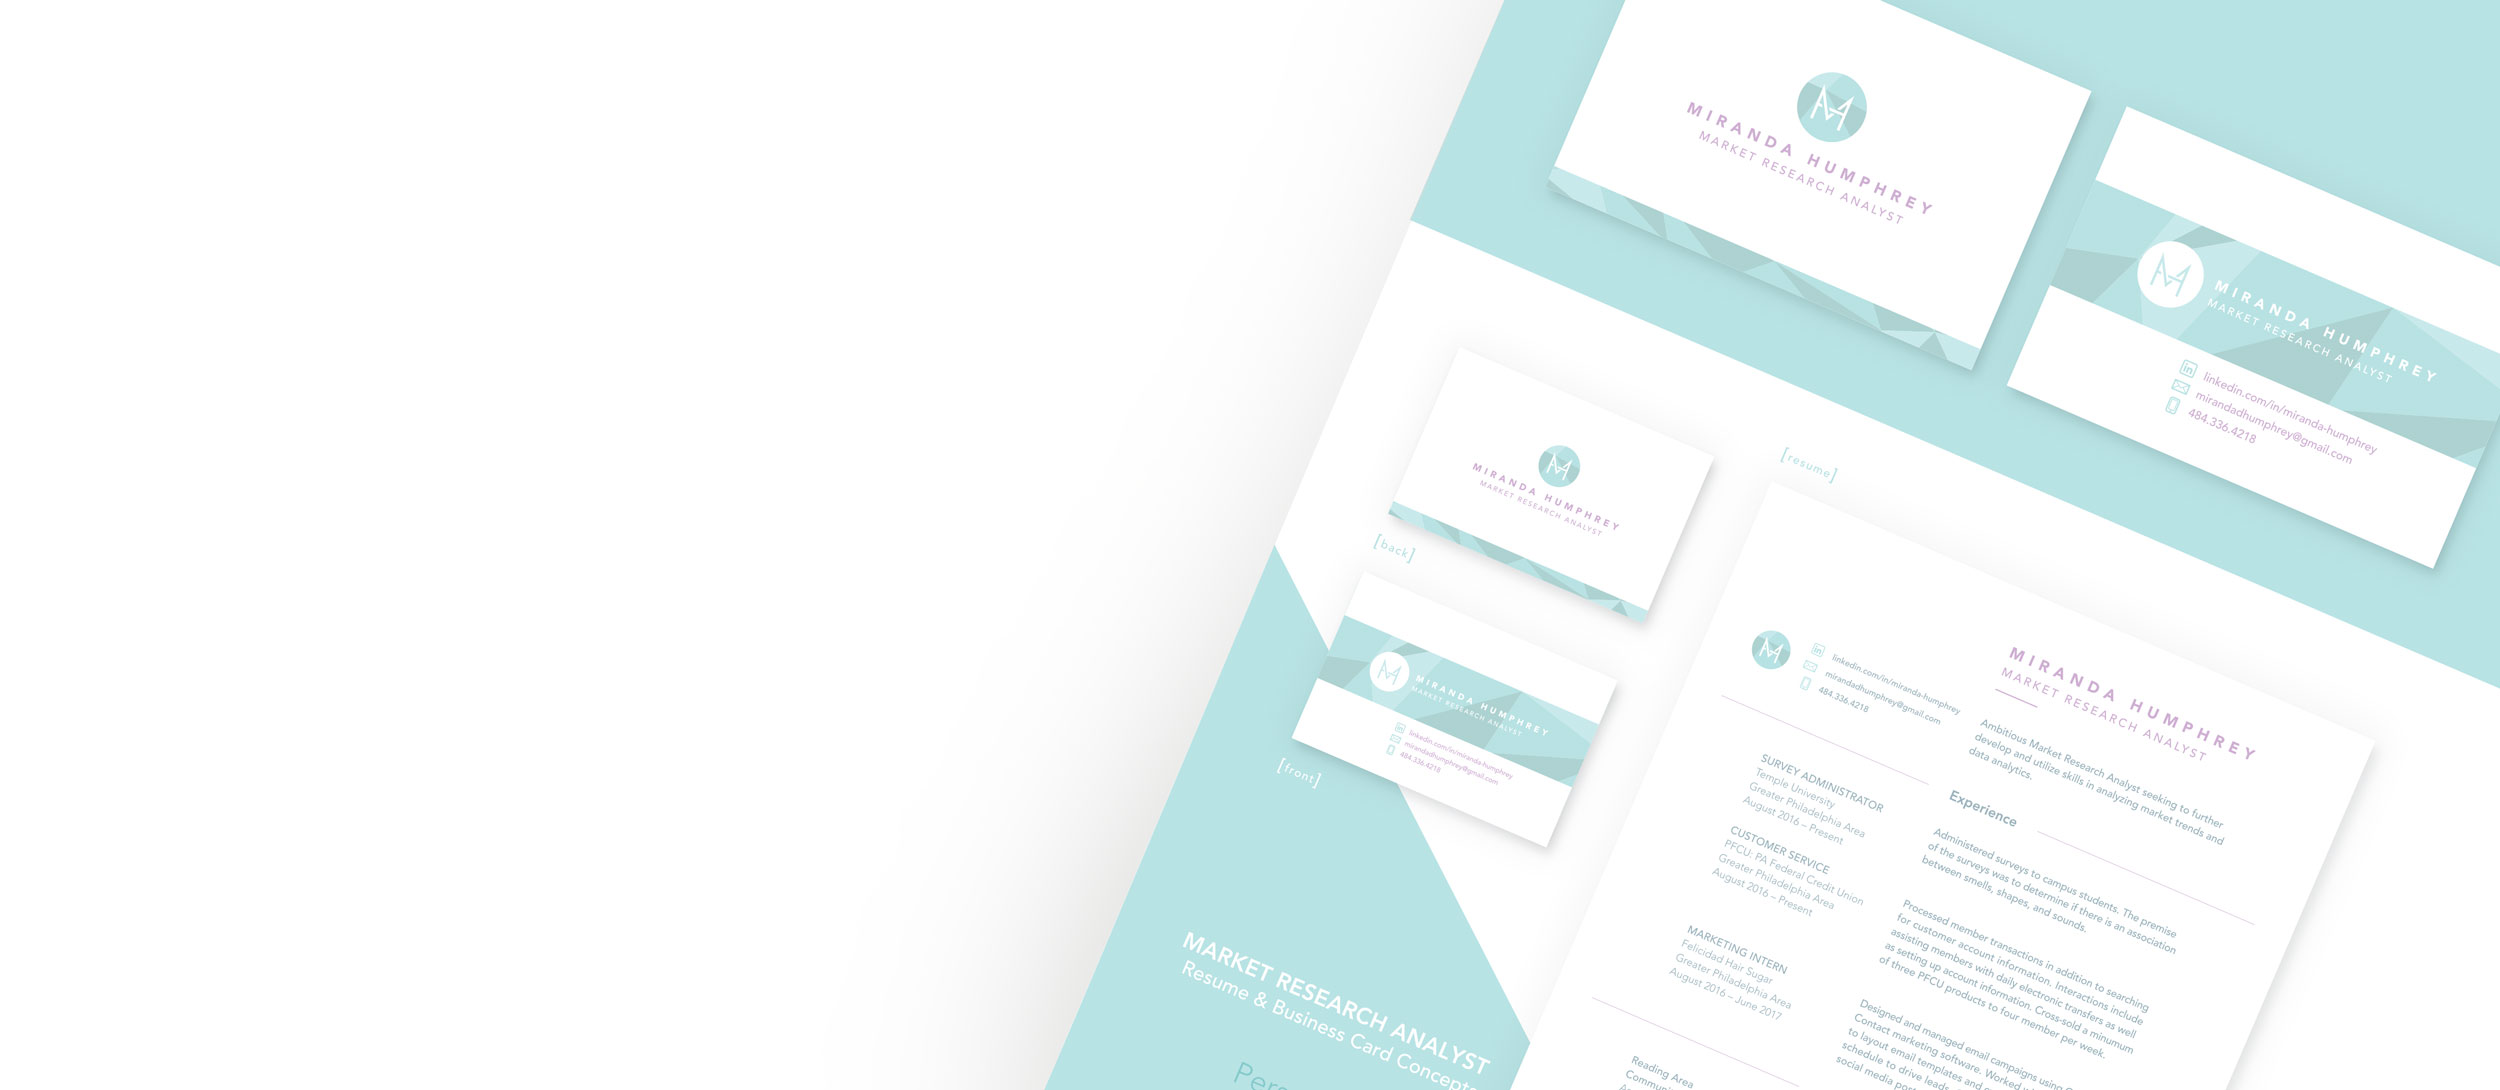 MIRANDA HUMPHREY
MARKET RESEARCH ANALYST
MIRANDA HUMPHREY
MARKET RESEARCH ANALYST
linkedin.com/in/miranda-humphrey
mirandadhumphrey@gmail.com
484.336.4218
MIRANDA HUMPHREY
MARKET RESEARCH ANALYST
[back]
MIRANDA HUMPHREY
MARKET RESEARCH ANALYST
linkedin.com/in/miranda-humphrey
mirandadhumphrey@gmail.com
484.336.4218
[front]
MARKET RESEARCH ANALYST
Resume & Business Card Concepts
[resume]
linkedin.com/in/miranda-humphrey
mirandadhumphrey@gmail.com
484.336.4218
MIRANDA HUMPHREY
MARKET RESEARCH ANALYST
Ambitious Market Research Analyst seeking to further
develop and utilize skills in analyzing market trends and
data analytics.
Experience
SURVEY ADMINISTRATOR
Temple University
Greater Philadelphia Area
August 2016 – Present
Administered surveys to campus students. The premise
of the surveys was to determine if there is an association
between smells, shapes, and sounds.
CUSTOMER SERVICE
PFCU: PA Federal Credit Union
Greater Philadelphia Area
August 2016 – Present
Processed member transactions in addition to searching
for customer account information. Interactions include
assisting members with daily electronic transfers as well
as setting up account information. Cross-sold a minumum
of three PFCU products to four member per week.
MARKETING INTERN
Felicidad Hair Sugar
Greater Philadelphia Area
August 2016 – June 2017
Designed and managed email campaigns using
Contact marketing software. Worked
to layout email templates and
schedule to drive leads
social media
Reading Area